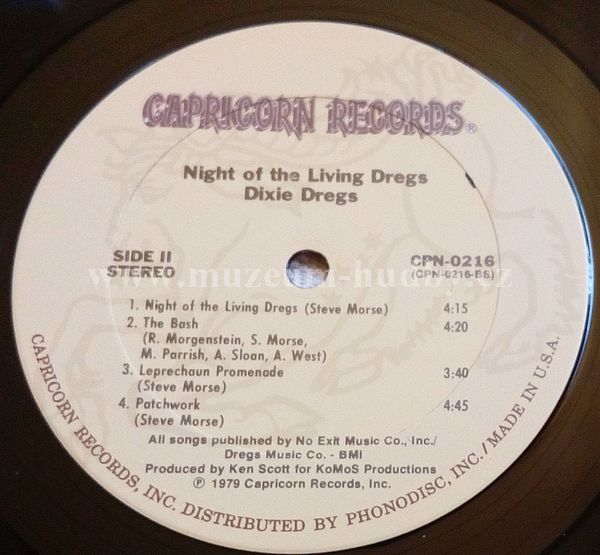 CAPRICORN RECORDS®
Night of the Living Dregs
Dixie Dregs
SIDE II
STEREO
CPN-0216
(CPN-0216-BS)
www.muzeum-hudby.cz
1. Night of the Living Dregs (Steve Morse) 4:15
2. The Bash 4:20
(R. Morgenstein, S. Morse,
M. Parrish, A. Sloan, A. West)
3. Leprechaun Promenade 3:40
(Steve Morse)
4. Patchwork 4:45
(Steve Morse)
All songs published by No Exit Music Co., Inc./
Dregs Music Co. - BMI
Produced by Ken Scott for KoMoS Productions
℗ 1979 Capricorn Records, Inc.
CAPRICORN RECORDS, INC. DISTRIBUTED BY PHONODISC, INC./MADE IN U.S.A.